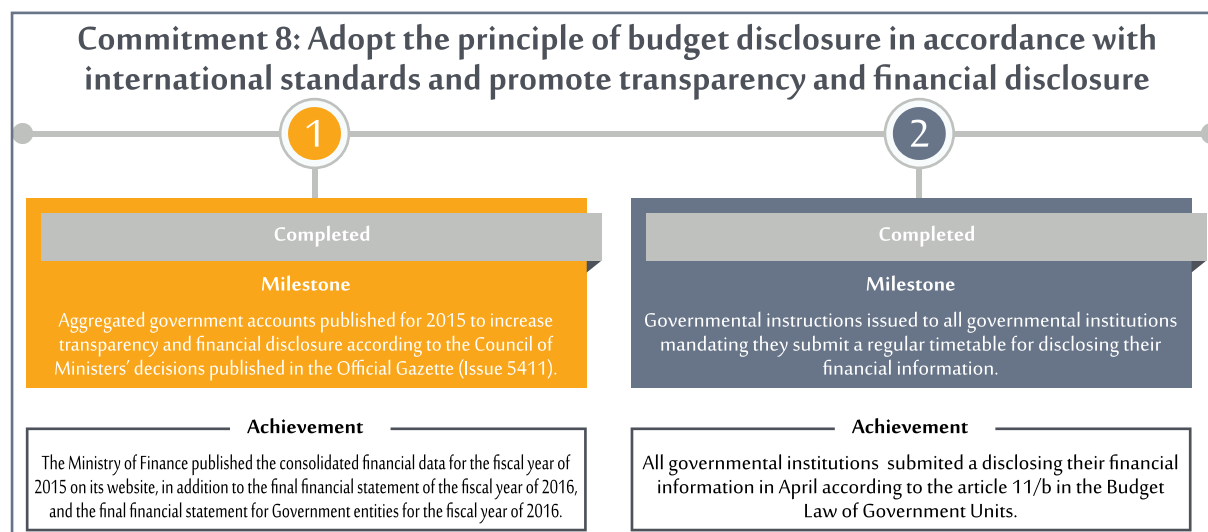 Commitment 8: Adopt the principle of budget disclosure in accordance with
international standards and promote transparency and financial disclosure
1
2
Completed
Milestone
Aggregated government accounts published for 2015 to increase
transparency and financial disclosure according to the Council of
Ministers’ decisions published in the Official Gazette (Issue 5411).
Achievement
The Ministry of Finance published the consolidated financial data for the fiscal year of
2015 on its website, in addition to the final financial statement of the fiscal year of 2016,
and the final financial statement for Government entities for the fiscal year of 2016.
Completed
Milestone
Governmental instructions issued to all governmental institutions
mandating they submit a regular timetable for disclosing their
financial information.
Achievement
All governmental institutions submited a disclosing their financial
information in April according to the article 11/b in the Budget
Law of Government Units.